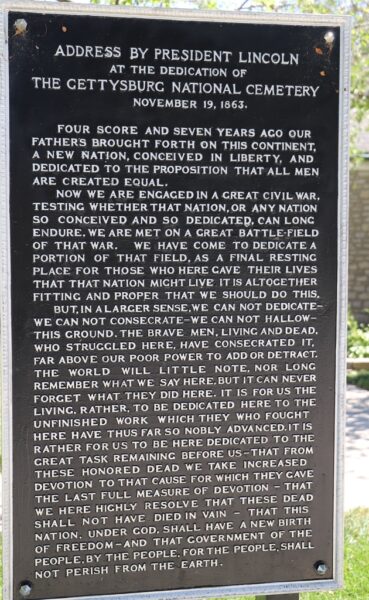 ADDRESS BY PRESIDENT LINCOLN
AT THE DEDICATION OF
THE GETTYSBURG NATIONAL CEMETERY
NOVEMBER 19, 1863.
FOUR SCORE AND SEVEN YEARS AGO OUR
FATHERS BROUGHT FORTH ON THIS CONTINENT,
A NEW NATION, CONCEIVED IN LIBERTY, AND
DEDICATED TO THE PROPOSITION THAT ALL MEN
ARE CREATED EQUAL.
NOW WE ARE ENGAGED IN A GREAT CIVIL WAR,
TESTING WHETHER THAT NATION, OR ANY NATION
SO CONCEIVED AND SO DEDICATED, CAN LONG
ENDURE. WE ARE MET ON A GREAT BATTLE-FIELD
OF THAT WAR. WE HAVE COME TO DEDICATE A
PORTION OF THAT FIELD, AS A FINAL RESTING
PLACE FOR THOSE WHO HERE GAVE THEIR LIVES
THAT THAT NATION MIGHT LIVE. IT IS ALTOGETHER
FITTING AND PROPER THAT WE SHOULD DO THIS.
BUT, IN A LARGER SENSE, WE CAN NOT DEDICATE—
WE CAN NOT CONSECRATE—WE CAN NOT HALLOW—
THIS GROUND. THE BRAVE MEN, LIVING AND DEAD,
WHO STRUGGLED HERE, HAVE CONSECRATED IT,
FAR ABOVE OUR POOR POWER TO ADD OR DETRACT.
THE WORLD WILL LITTLE NOTE, NOR LONG
REMEMBER WHAT WE SAY HERE, BUT IT CAN NEVER
FORGET WHAT THEY DID HERE. IT IS FOR US THE
LIVING, RATHER, TO BE DEDICATED HERE TO THE
UNFINISHED WORK WHICH THEY WHO FOUGHT
HERE HAVE THUS FAR SO NOBLY ADVANCED. IT IS
RATHER FOR US TO BE HERE DEDICATED TO THE
GREAT TASK REMAINING BEFORE US—THAT FROM
THESE HONORED DEAD WE TAKE INCREASED
DEVOTION TO THAT CAUSE FOR WHICH THEY GAVE
THE LAST FULL MEASURE OF DEVOTION – THAT
WE HERE HIGHLY RESOLVE THAT THESE DEAD
SHALL NOT HAVE DIED IN VAIN – THAT THIS
NATION, UNDER GOD, SHALL HAVE A NEW BIRTH
OF FREEDOM—AND THAT GOVERNMENT OF THE
PEOPLE, BY THE PEOPLE, FOR THE PEOPLE, SHALL
NOT PERISH FROM THE EARTH.